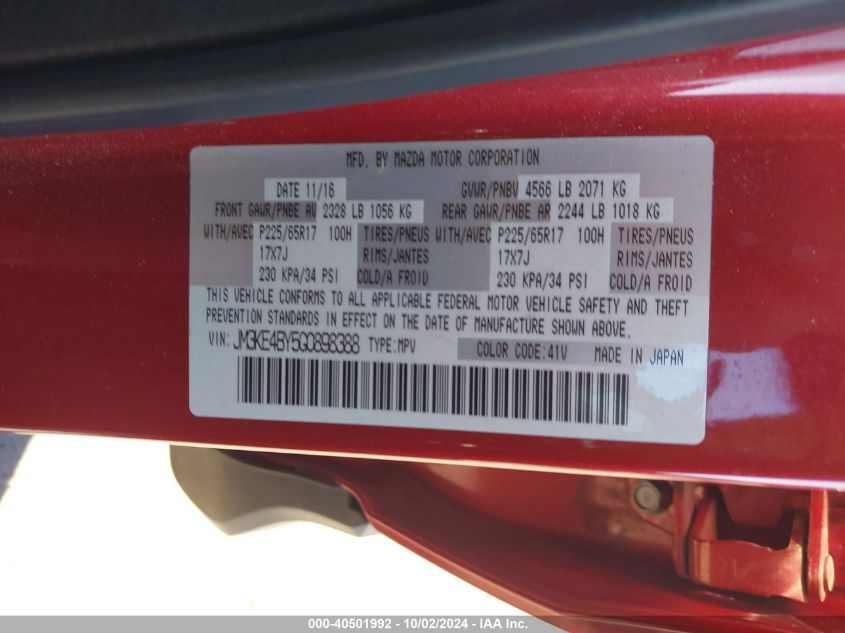 MFD. BY MAZDA MOTOR CORPORATION
DATE 11/16 GVWR/PNBV 4566 LB 2071 KG
FRONT GAWR/PNBE AV 2328 LB 1056 KG REAR GAWR/PNBE AR 2244 LB 1018 KG
WITH/AVEC P225/65R17 100H TIRES/PNEUS WITH/AVEC P225/65R17 100H TIRES/PNEUS
17X7J RIMS/JANTES 17X7J RIMS/JANTES
230 KPA/34 PSI COLD/A FROID 230 KPA/34 PSI COLD/A FROID
THIS VEHICLE CONFORMS TO ALL APPLICABLE FEDERAL MOTOR VEHICLE SAFETY AND THEFT
PREVENTION STANDARDS IN EFFECT ON THE DATE OF MANUFACTURE SHOWN ABOVE.
VIN: JM3KE4BY5G0898388 TYPE:MPV COLOR CODE:41V MADE IN JAPAN
000-40501992 - 10/02/2024 - IAA Inc.